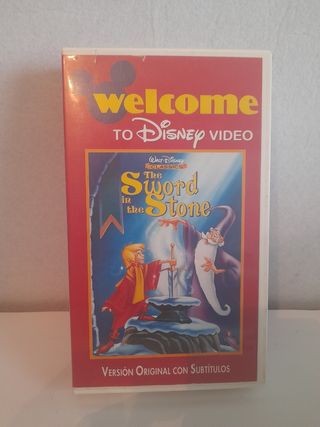 welcome
TO Disney VIDEO
Walt Disney
CLASSICS
The
Sword
in
the Stone
VERSIÓN ORIGINAL CON SUBTÍTULOS